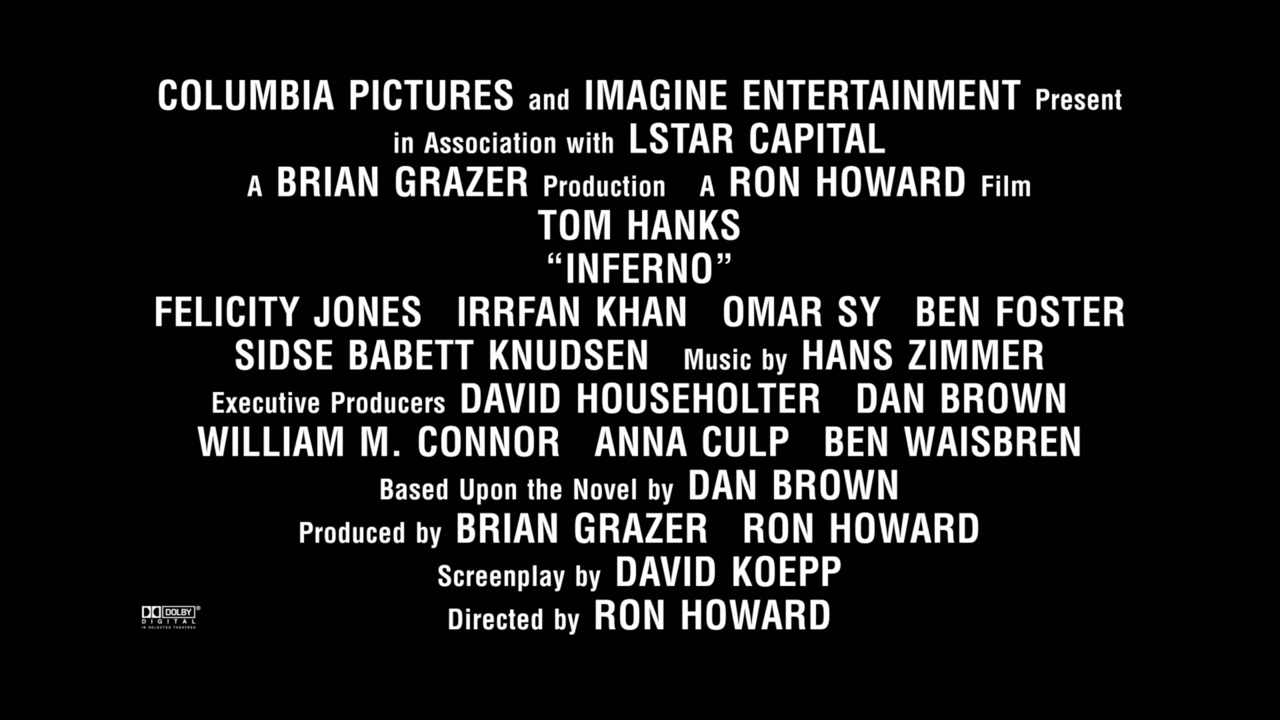 COLUMBIA PICTURES and IMAGINE ENTERTAINMENT Present
in Association with LSTAR CAPITAL
A BRIAN GRAZER Production A RON HOWARD Film
TOM HANKS
“INFERNO”
FELICITY JONES IRRFAN KHAN OMAR SY BEN FOSTER
SIDSE BABETT KNUDSEN Music by HANS ZIMMER
Executive Producers DAVID HOUSEHOLTER DAN BROWN
WILLIAM M. CONNOR ANNA CULP BEN WAISBREN
Based Upon the Novel by DAN BROWN
Produced by BRIAN GRAZER RON HOWARD
Screenplay by DAVID KOEPP
Directed by RON HOWARD
DOLBY®
DIGITAL
IN SELECTED THEATRES